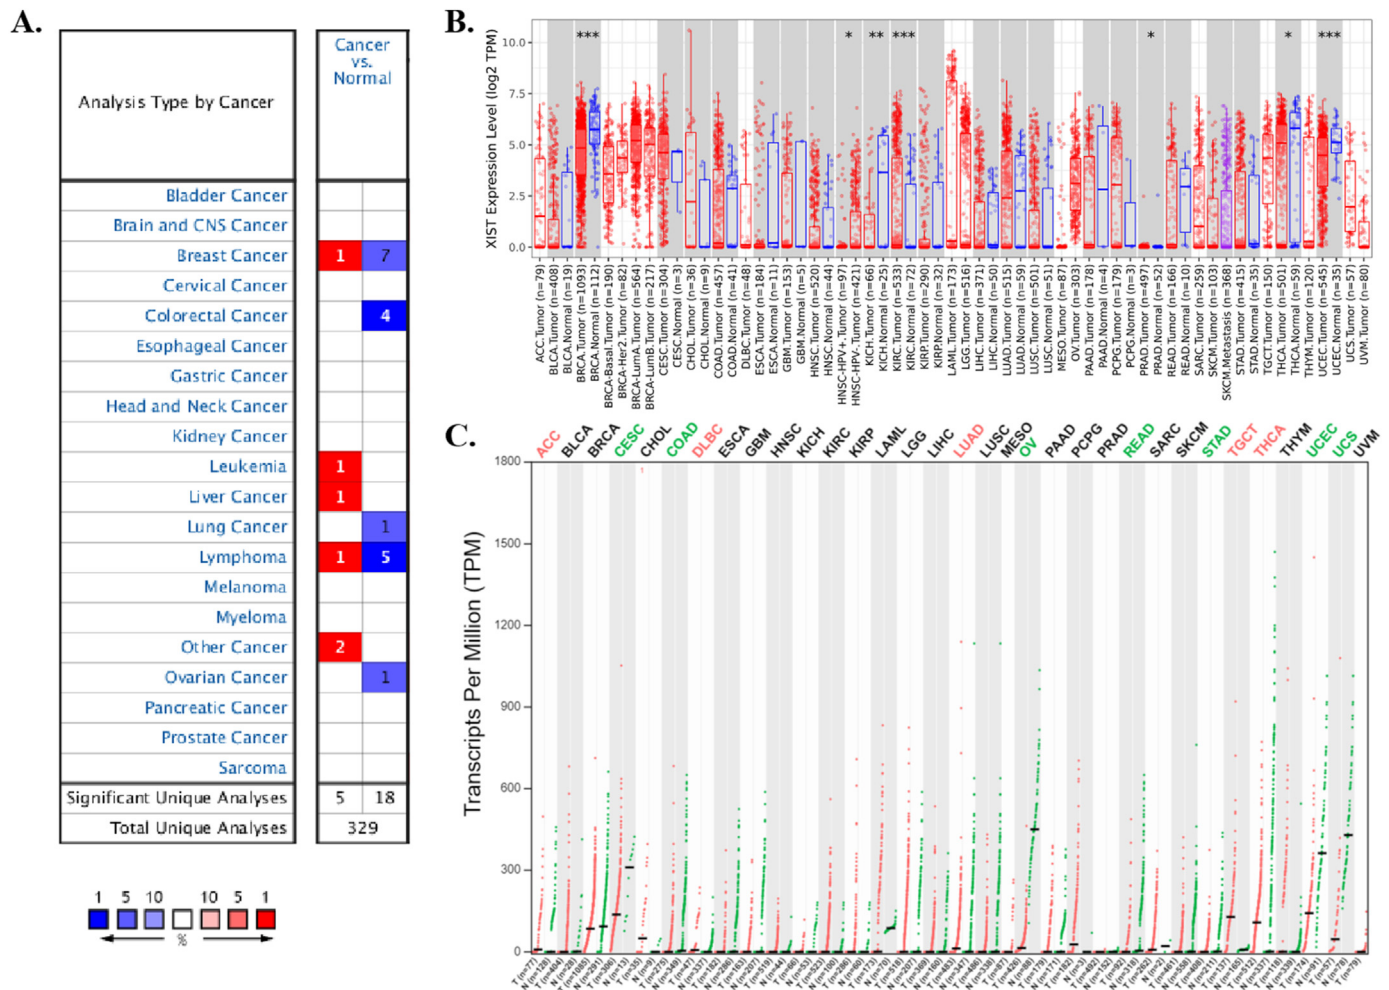 A.
Analysis Type by Cancer
Cancer
vs.
Normal
Bladder Cancer
Brain and CNS Cancer
Breast Cancer 1 7
Cervical Cancer
Colorectal Cancer 4
Esophageal Cancer
Gastric Cancer
Head and Neck Cancer
Kidney Cancer
Leukemia 1
Liver Cancer 1
Lung Cancer 1
Lymphoma 1 5
Melanoma
Myeloma
Other Cancer 2
Ovarian Cancer 1
Pancreatic Cancer
Prostate Cancer
Sarcoma
Significant Unique Analyses 5 18
Total Unique Analyses 329
1 5 10 10 5 1
%
B.
XIST Expression Level (log2 TPM)
*** * ** *** * * ***
10.0
7.5
5.0
2.5
0.0
ACC.Tumor (n=79)
BLCA.Tumor (n=408)
BLCA.Normal (n=19)
BRCA.Tumor (n=1093)
BRCA.Normal (n=112)
BRCA-Basal.Tumor (n=190)
BRCA-Her2.Tumor (n=82)
BRCA-LumA.Tumor (n=564)
BRCA-LumB.Tumor (n=217)
CESC.Tumor (n=304)
CESC.Normal (n=3)
CHOL.Tumor (n=36)
CHOL.Normal (n=9)
COAD.Tumor (n=457)
COAD.Normal (n=41)
DLBC.Tumor (n=48)
ESCA.Tumor (n=184)
ESCA.Normal (n=11)
GBM.Tumor (n=153)
GBM.Normal (n=5)
HNSC.Tumor (n=520)
HNSC.Normal (n=44)
HNSC-HPV+.Tumor (n=97)
HNSC-HPV-.Tumor (n=421)
KICH.Tumor (n=66)
KICH.Normal (n=25)
KIRC.Tumor (n=533)
KIRC.Normal (n=72)
KIRP.Tumor (n=290)
KIRP.Normal (n=32)
LAML.Tumor (n=173)
LGG.Tumor (n=516)
LIHC.Tumor (n=371)
LIHC.Normal (n=50)
LUAD.Tumor (n=515)
LUAD.Normal (n=59)
LUSC.Tumor (n=501)
LUSC.Normal (n=51)
MESO.Tumor (n=87)
OV.Tumor (n=303)
PAAD.Tumor (n=178)
PAAD.Normal (n=4)
PCPG.Tumor (n=179)
PCPG.Normal (n=3)
PRAD.Tumor (n=497)
PRAD.Normal (n=52)
READ.Tumor (n=166)
READ.Normal (n=10)
SARC.Tumor (n=259)
SKCM.Tumor (n=103)
SKCM.Metastasis (n=368)
STAD.Tumor (n=415)
STAD.Normal (n=35)
TGCT.Tumor (n=150)
THCA.Tumor (n=501)
THCA.Normal (n=59)
THYM.Tumor (n=120)
UCEC.Tumor (n=545)
UCEC.Normal (n=35)
UCS.Tumor (n=57)
UVM.Tumor (n=80)
C.
ACC BLCA BRCA CESC CHOL COAD DLBC ESCA GBM HNSC KICH KIRC KIRP LAML LGG LIHC LUAD LUSC MESO OV PAAD PCPG PRAD READ SARC SKCM STAD TGCT THCA THYM UCEC UCS UVM
Transcripts Per Million (TPM)
1800
1500
1200
900
600
300
0